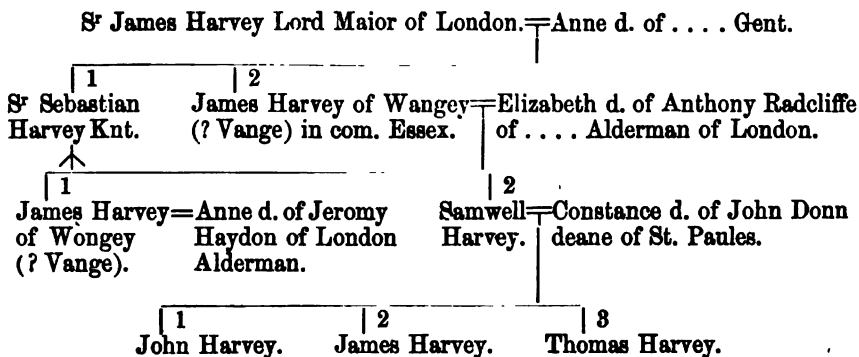 Sr James Harvey Lord Maior of London.=Anne d. of . . . . Gent.
1 2
Sr Sebastian Harvey Knt.
James Harvey of Wangey (? Vange) in com. Essex.=Elizabeth d. of Anthony Radcliffe of . . . . Alderman of London.
1 2
James Harvey of Wongey (? Vange).=Anne d. of Jeromy Haydon of London Alderman.
Samwell Harvey.=Constance d. of John Donn deane of St. Paules.
1 2 3
John Harvey. James Harvey. Thomas Harvey.